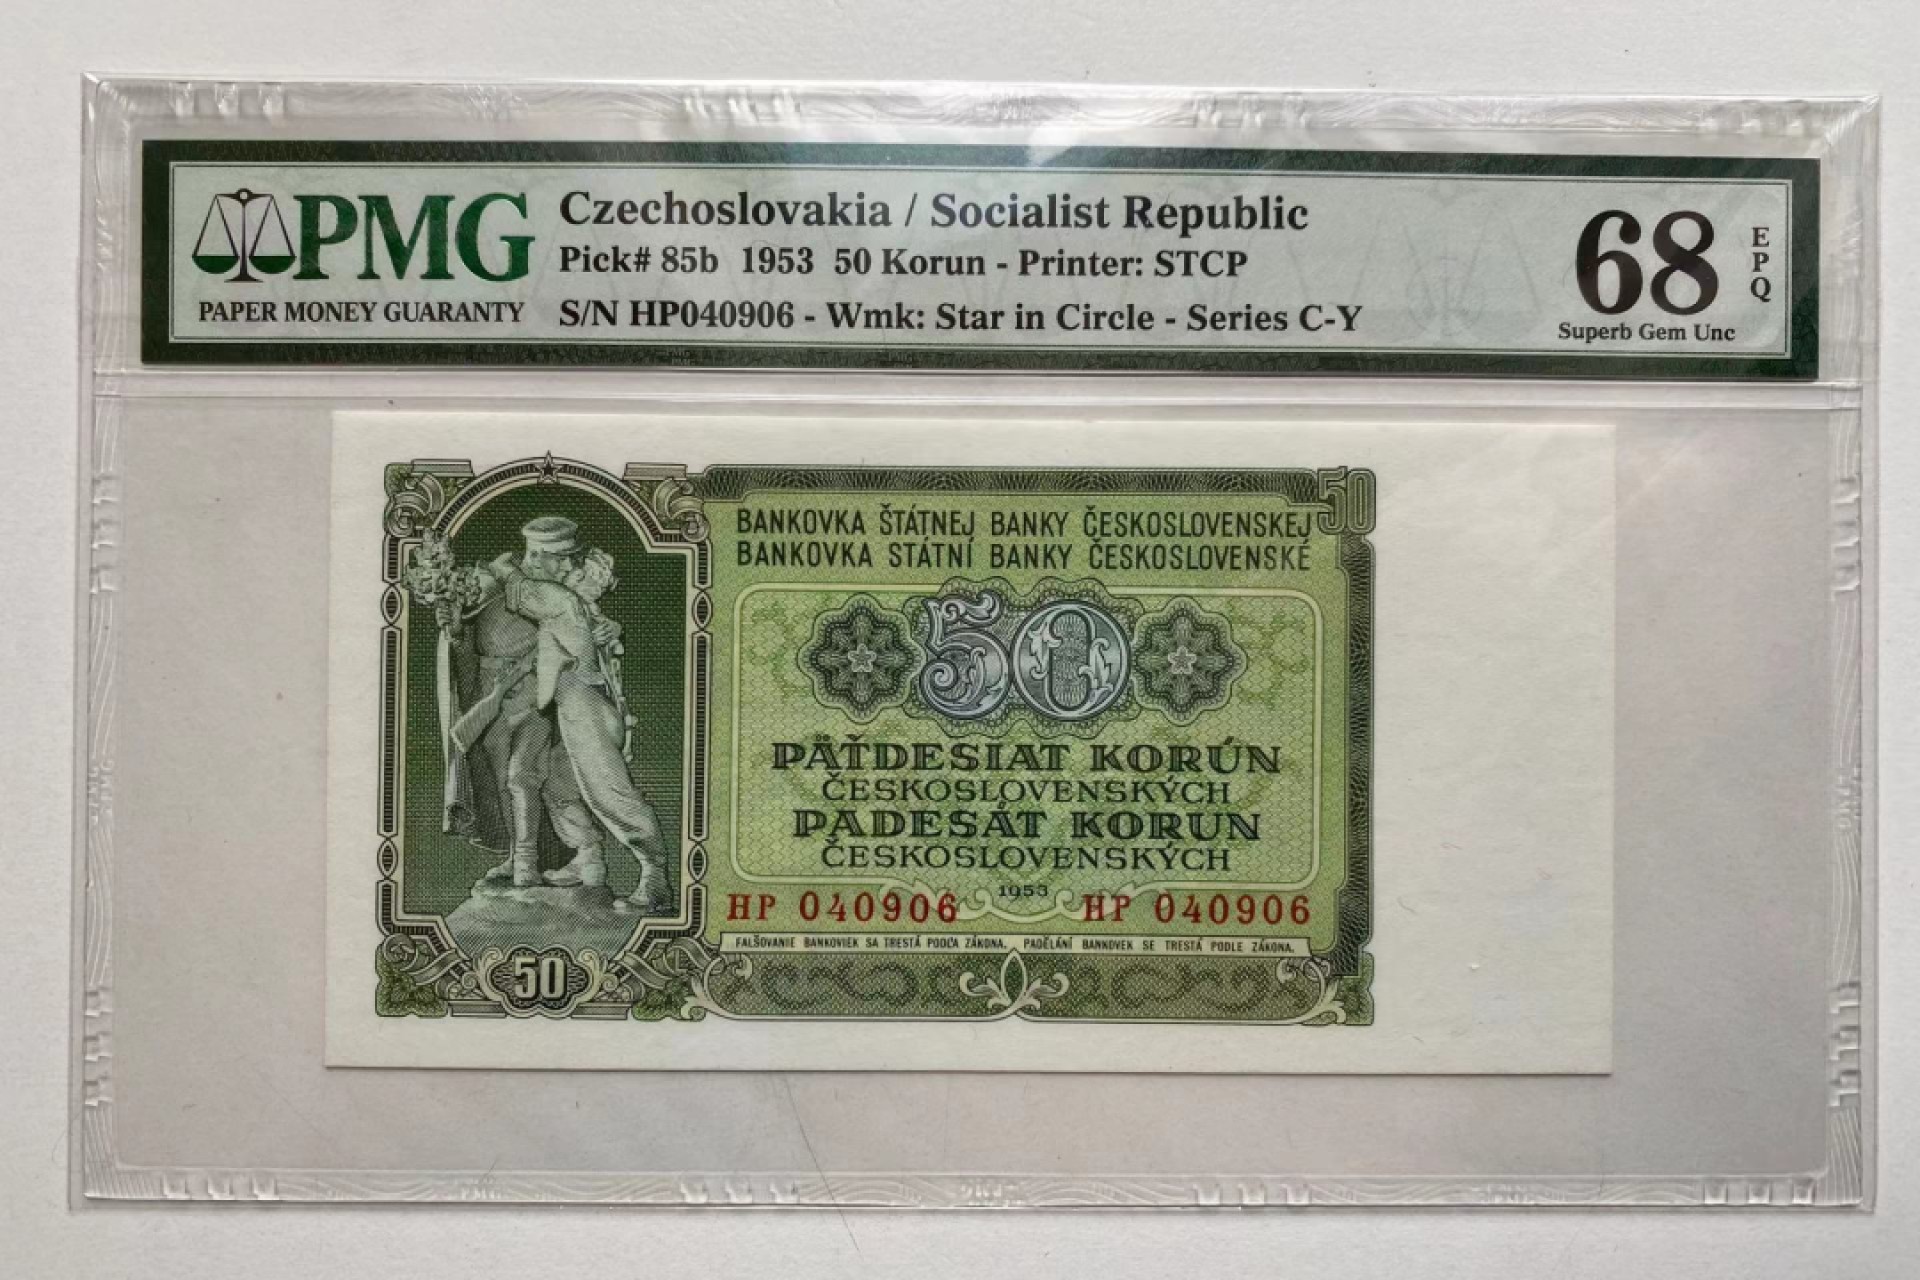 PMG
PAPER MONEY GUARANTY
Czechoslovakia / Socialist Republic
Pick# 85b 1953 50 Korun - Printer: STCP
S/N HP040906 - Wmk: Star in Circle - Series C-Y
68
EPQ
Superb Gem Unc
50
BANKOVKA ŠTÁTNEJ BANKY ČESKOSLOVENSKEJ
BANKOVKA STÁTNÍ BANKY ČESKOSLOVENSKÉ
50
PÄŤDESIAT KORÚN
ČESKOSLOVENSKÝCH
PADESÁT KORUN
ČESKOSLOVENSKÝCH
1953
HP 040906 HP 040906
FALŠOVANIE BANKOVIEK SA TRESTÁ PODĽA ZÁKONA. PADĚLÁNÍ BANKOVEK SE TRESTÁ PODLE ZÁKONA.
50